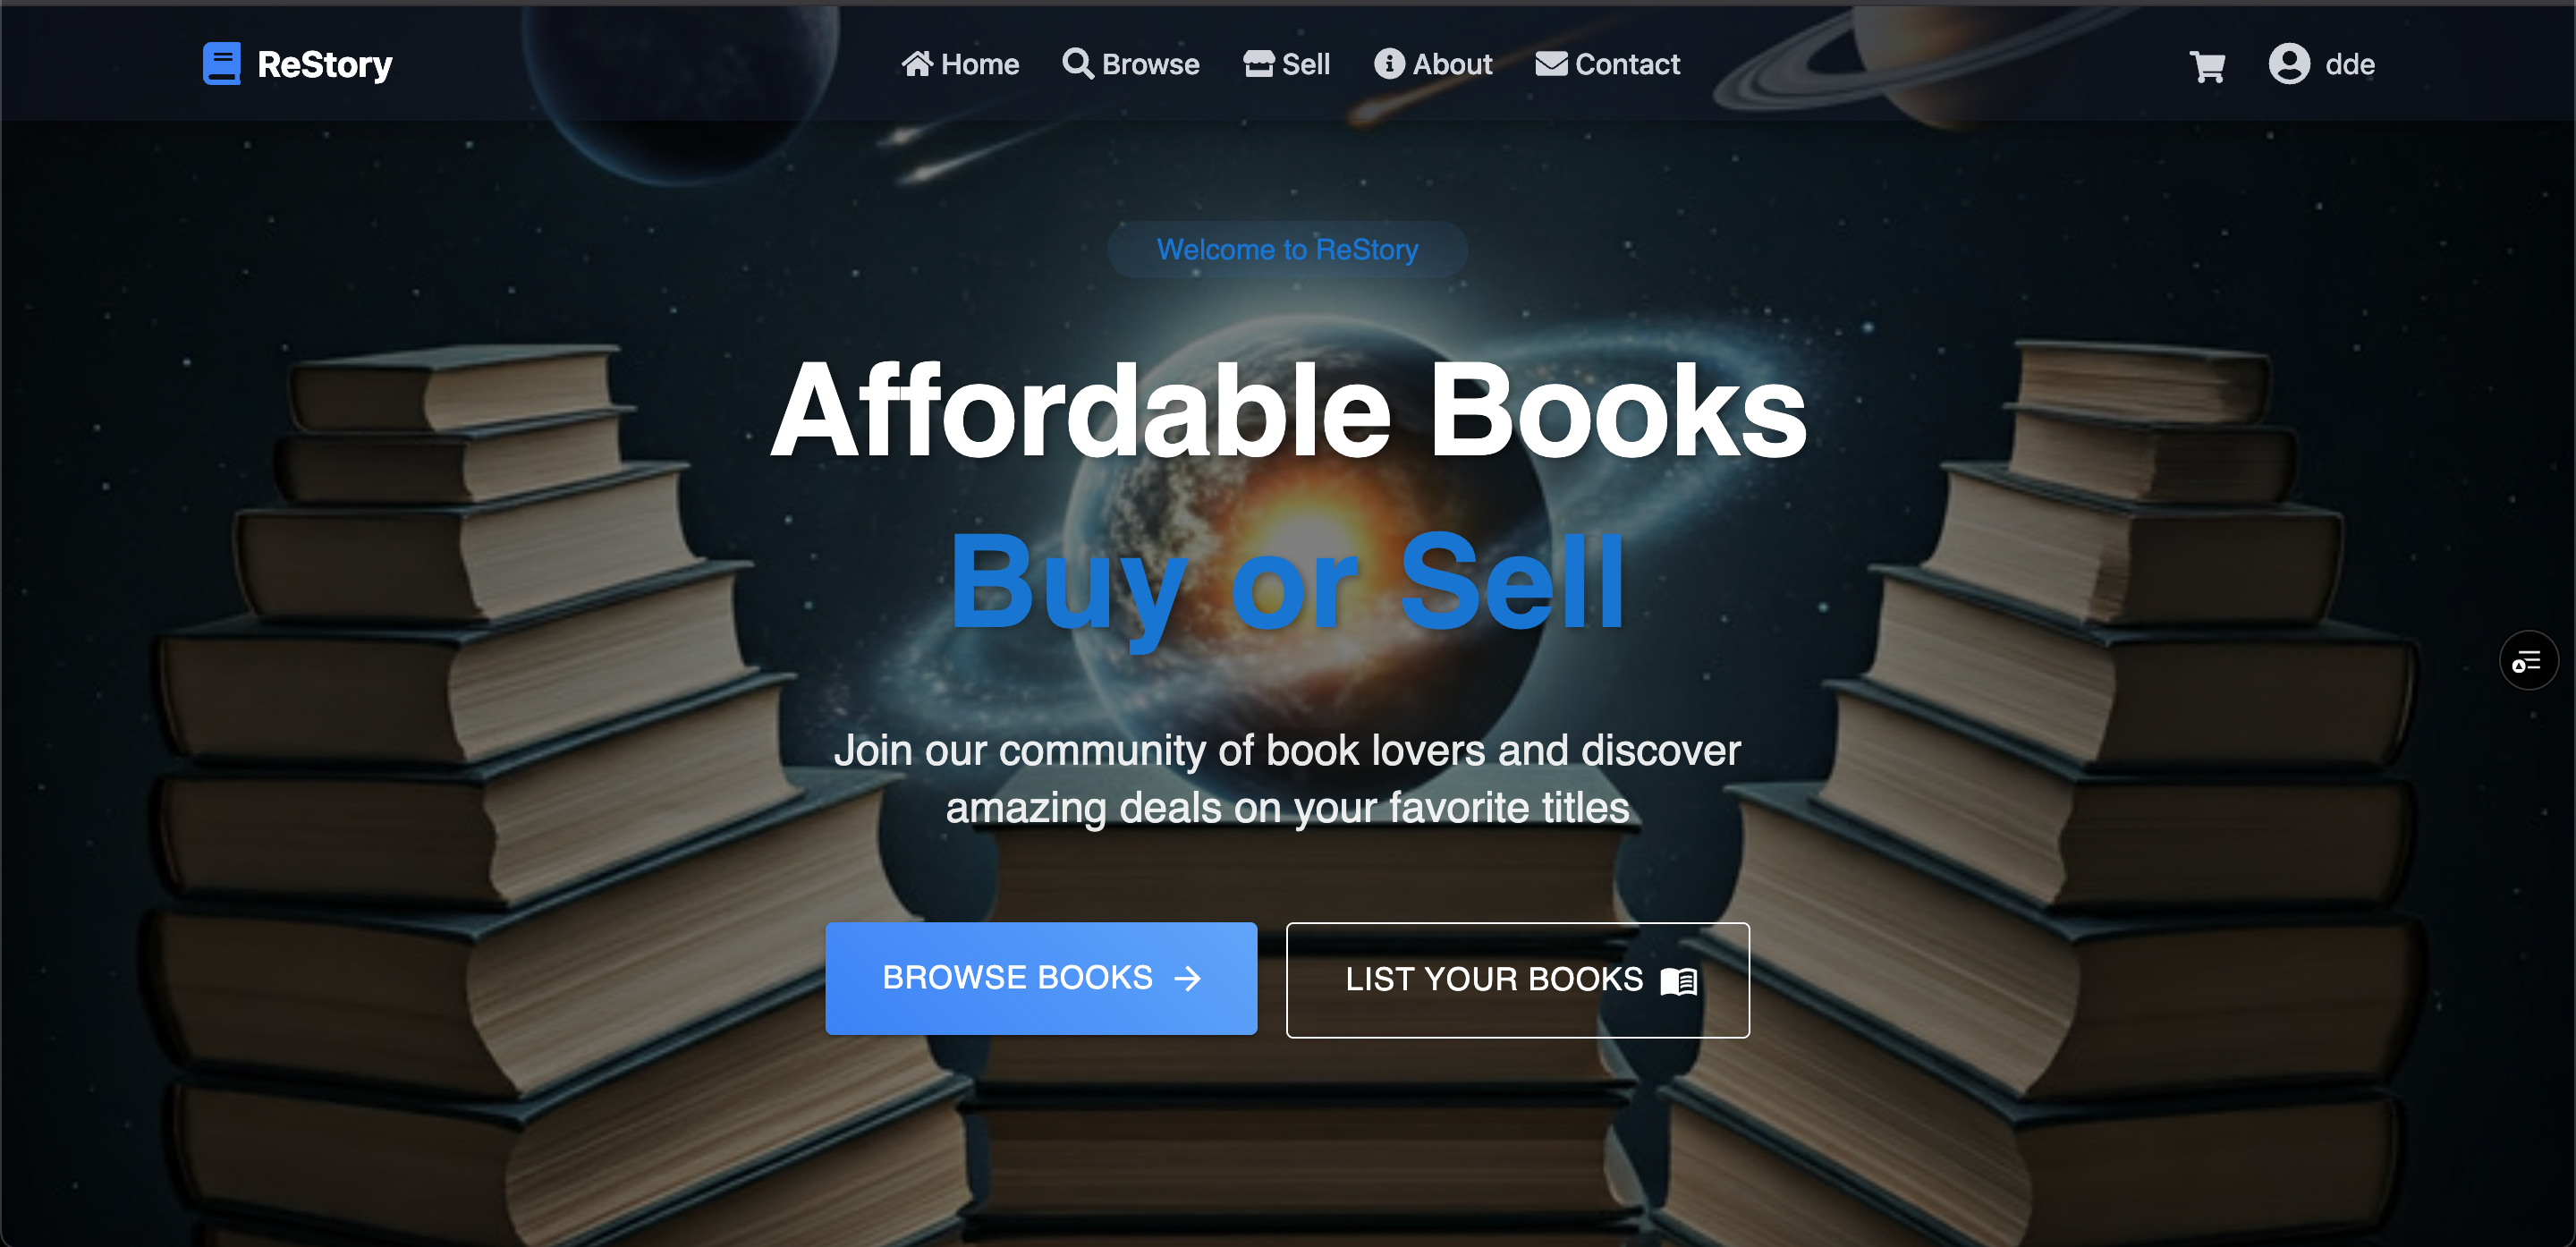 ReStory
Home Browse Sell About Contact
dde
Welcome to ReStory
Affordable Books
Buy or Sell
Join our community of book lovers and discover
amazing deals on your favorite titles
BROWSE BOOKS
LIST YOUR BOOKS